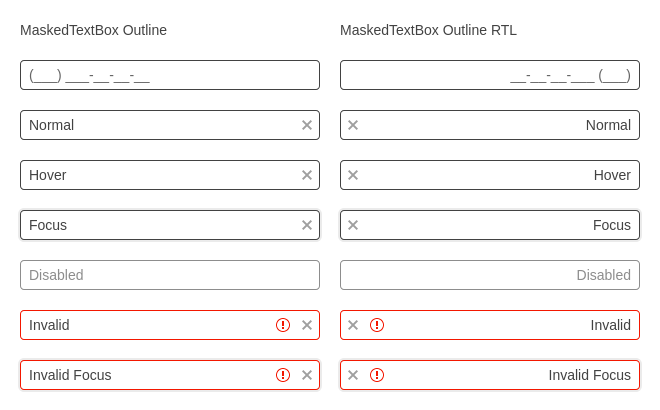 MaskedTextBox Outline MaskedTextBox Outline RTL
(___) ___-__-__-__ __-__-__-___ (___)
Normal Normal
Hover Hover
Focus Focus
Disabled Disabled
Invalid Invalid
Invalid Focus Invalid Focus